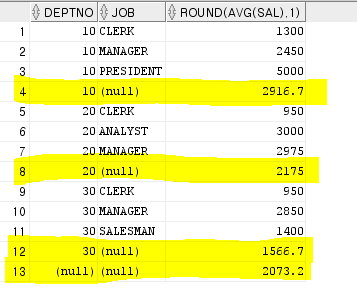 DEPTNO JOB ROUND(AVG(SAL),1)
1 10 CLERK 1300
2 10 MANAGER 2450
3 10 PRESIDENT 5000
4 10 (null) 2916.7
5 20 CLERK 950
6 20 ANALYST 3000
7 20 MANAGER 2975
8 20 (null) 2175
9 30 CLERK 950
10 30 MANAGER 2850
11 30 SALESMAN 1400
12 30 (null) 1566.7
13 (null) (null) 2073.2